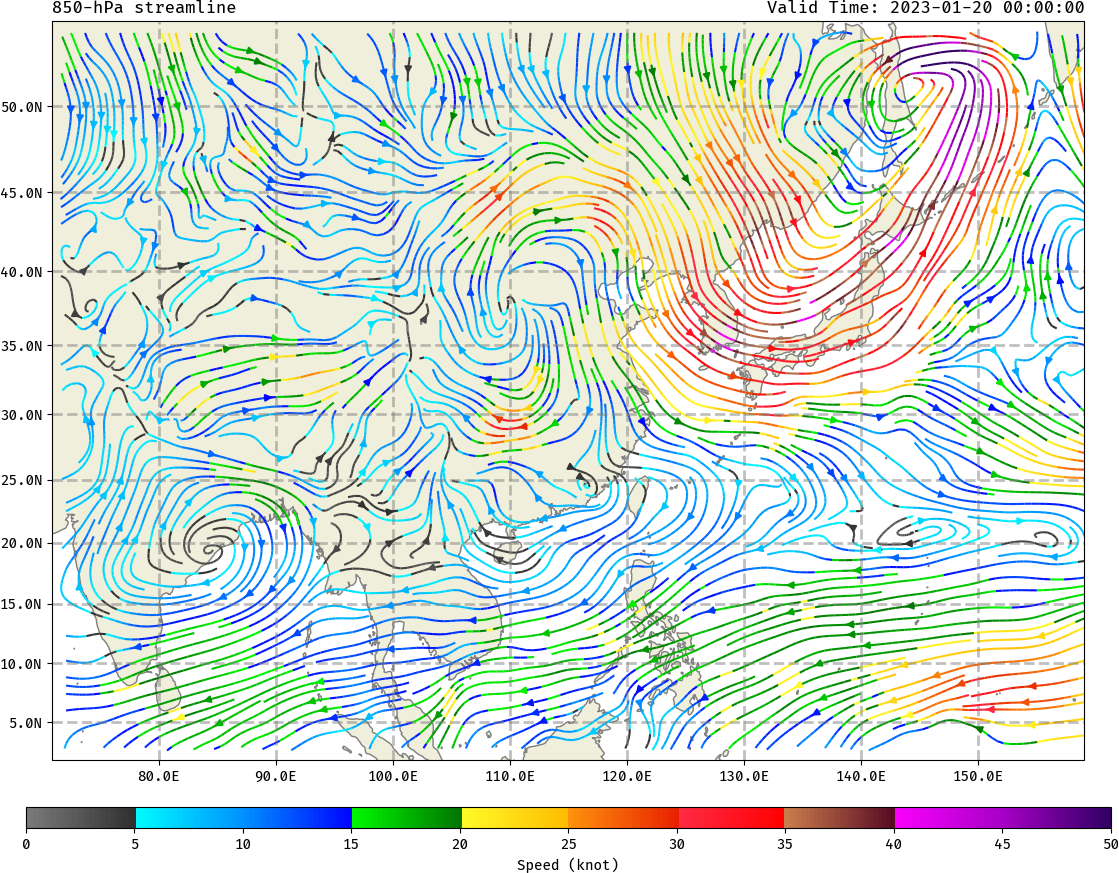 850-hPa streamline
Valid Time: 2023-01-20 00:00:00
50.0N
45.0N
40.0N
35.0N
30.0N
25.0N
20.0N
15.0N
10.0N
5.0N
80.0E 90.0E 100.0E 110.0E 120.0E 130.0E 140.0E 150.0E
0 5 10 15 20 25 30 35 40 45 50
Speed (knot)